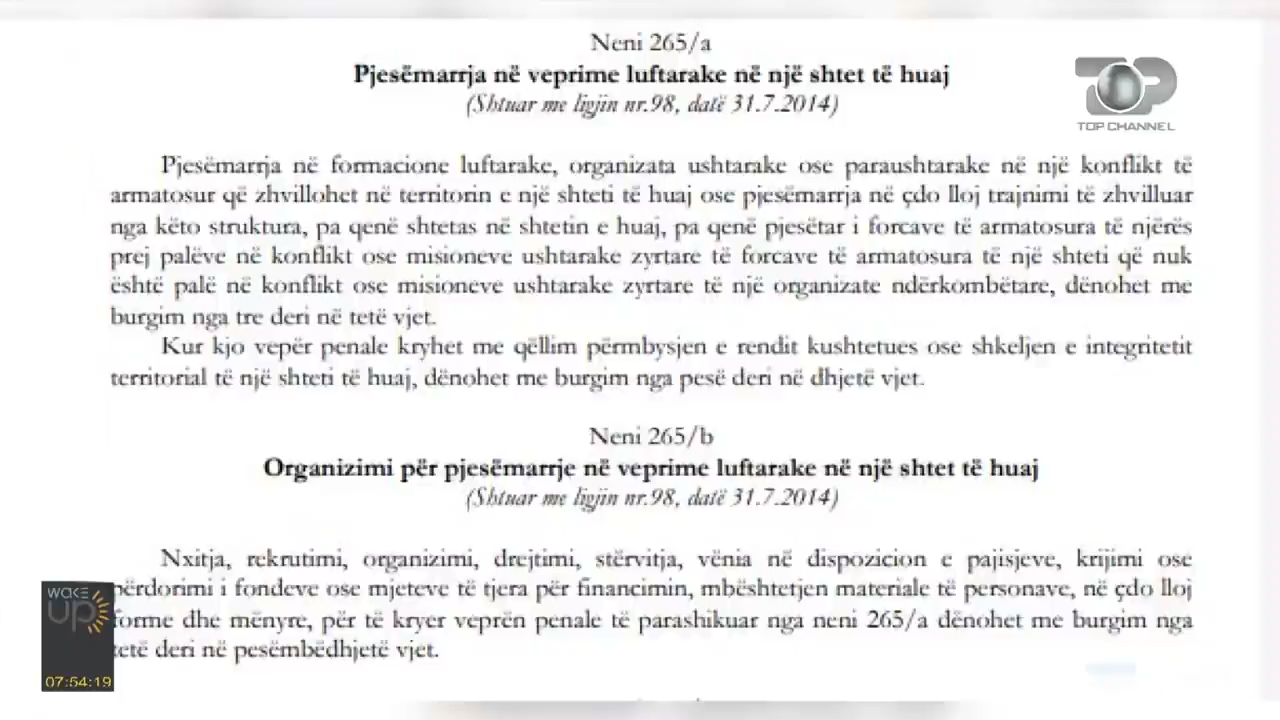 Neni 265/a
Pjesëmarrja në veprime luftarake në një shtet të huaj
(Shtuar me ligjin nr.98, datë 31.7.2014)
TOP CHANNEL
Pjesëmarrja në formacione luftarake, organizata ushtarake ose paraushtarake në një konflikt të
armatosur që zhvillohet në territorin e një shteti të huaj ose pjesëmarrja në çdo lloj trajnimi të zhvilluar
nga këto struktura, pa qenë shtetas në shtetin e huaj, pa qenë pjesëtar i forcave të armatosura të njërës
prej palëve në konflikt ose misioneve ushtarake zyrtare të forcave të armatosura të një shteti që nuk
është palë në konflikt ose misioneve ushtarake zyrtare të një organizate ndërkombëtare, dënohet me
burgim nga tre deri në tetë vjet.
Kur kjo vepër penale kryhet me qëllim përmbysjen e rendit kushtetues ose shkeljen e integritetit
territorial të një shteti të huaj, dënohet me burgim nga pesë deri në dhjetë vjet.
Neni 265/b
Organizimi për pjesëmarrje në veprime luftarake në një shtet të huaj
(Shtuar me ligjin nr.98, datë 31.7.2014)
Nxitja, rekrutimi, organizimi, drejtimi, stërvitja, vënia në dispozicion e pajisjeve, krijimi ose
përdorimi i fondeve ose mjeteve të tjera për financimin, mbështetjen materiale të personave, në çdo lloj
forme dhe mënyre, për të kryer veprën penale të parashikuar nga neni 265/a dënohet me burgim nga
tetë deri në pesëmbëdhjetë vjet.
wake
up
07:54:19